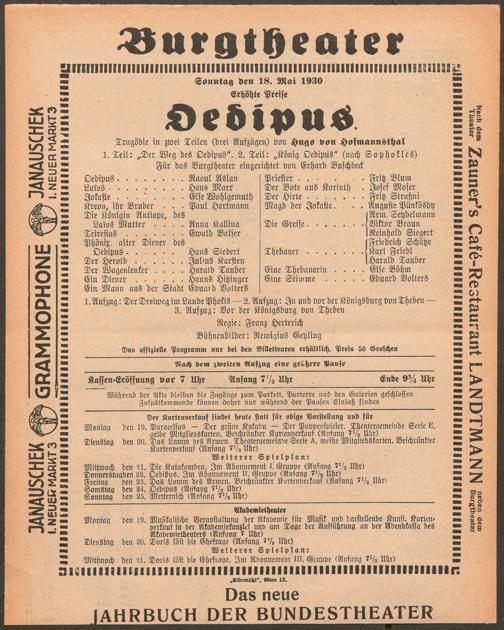 Burgtheater
Sonntag den 18. Mai 1930
Erhöhte Preise
Oedipus.
Tragödie in zwei Teilen (drei Aufzügen) von Hugo von Hofmannsthal
1. Teil: „Der Weg des Oedipus“. 2. Teil: „König Oedipus“ (nach Sophokles)
Für das Burgtheater eingerichtet von Erhard Buschbeck
Oedipus . . . . . . . . . Raoul Aslan
Laïos . . . . . . . . . . Hans Marr
Jokaste . . . . . . . . . Else Wohlgemuth
Kreon, ihr Bruder . . . . Paul Hartmann
Die Königin Antiope, des
Laïos Mutter . . . . . . Anna Kallina
Teiresias . . . . . . . . Ewald Balser
Phönix, alter Diener des
Oedipus . . . . . . . . Hans Siebert
Der Herold . . . . . . . Julius Karsten
Der Wagenlenker . . . . Harald Tauber
Ein Diener . . . . . . . Hanns Hitzinger
Ein Mann aus der Stadt Eduard Volters
Priester . . . . . . . . Fritz Blum
Der Bote aus Korinth . . Josef Moser
Der Hirte . . . . . . . Fritz Straßni
Magd der Jokaste . . . . Auguste Pünkösdy
Die Greise . . . . . . .
Arm. Seydelmann
Viktor Braun
Reinhold Siegert
Thebaner . . . . . . . .
Friedrich Schütze
Karl Friedl
Harald Tauber
Eine Thebanerin . . . . Else Böhm
Eine Stimme . . . . . . Eduard Volters
1. Aufzug: Der Dreiweg im Lande Phokis — 2. Aufzug: In und vor der Königsburg von Theben —
3. Aufzug: Vor der Königsburg von Theben
Regie: Franz Herterich
Bühnenbilder: Remigius Geyling
Das offizielle Programm nur bei den Billetteuren erhältlich. Preis 50 Groschen
Nach dem zweiten Aufzug eine größere Pause
Kassen-Eröffnung vor 7 Uhr Anfang 7½ Uhr Ende 9¾ Uhr
Während der Akte bleiben die Zugänge zum Parkett, Parterre und den Galerien geschlossen
Zuspätkommende können daher nur während der Pausen Einlaß finden
Der Kartenverkauf findet heute statt für obige Vorstellung und für
Montag den 19. Paracelsus — Der grüne Kakadu — Der Puppenspieler. Theatergemeinde Serie E,
gelbe Mitgliedskarten. Beschränkter Kartenverkauf (Anfang 7½ Uhr)
Dienstag den 20. Das Lamm des Armen. Theatergemeinde Serie A, weiße Mitgliedskarten. Beschränkter
Kartenverkauf (Anfang 7½ Uhr)
Weiterer Spielplan:
Mittwoch den 21. Die Katakomben. Im Abonnement I. Gruppe (Anfang 7½ Uhr)
Donnerstag den 22. Oedipus. Im Abonnement II. Gruppe (Anfang 7½ Uhr)
Freitag den 23. Das Lamm des Armen. Beschränkter Kartenverkauf (Anfang 7½ Uhr)
Samstag den 24. Oedipus (Anfang 7½ Uhr)
Sonntag den 25. Metternich (Anfang 7½ Uhr)
Akademietheater
Montag den 19. Musikalische Veranstaltung der Akademie für Musik und darstellende Kunst. Karten-
verkauf in der Akademiekanzlei und am Tage der Aufführung an der Abendkassa des
Akademietheaters (Anfang 7 Uhr)
Dienstag den 20. Daris läßt die Ehefrage (Anfang 7½ Uhr)
Weiterer Spielplan:
Mittwoch den 21. Im Abonnement III. Gruppe (Anfang 7½ Uhr)
„Elbemühl“, Wien IX.
Das neue
JAHRBUCH DER BUNDESTHEATER
JANAUSCHEK
I. NEUER MARKT 3
GRAMMOPHONE
JANAUSCHEK
I. NEUER MARKT 3
Nach dem
Theater
Zauner's Café-Restaurant LANDTMANN
neben dem
Burgtheater